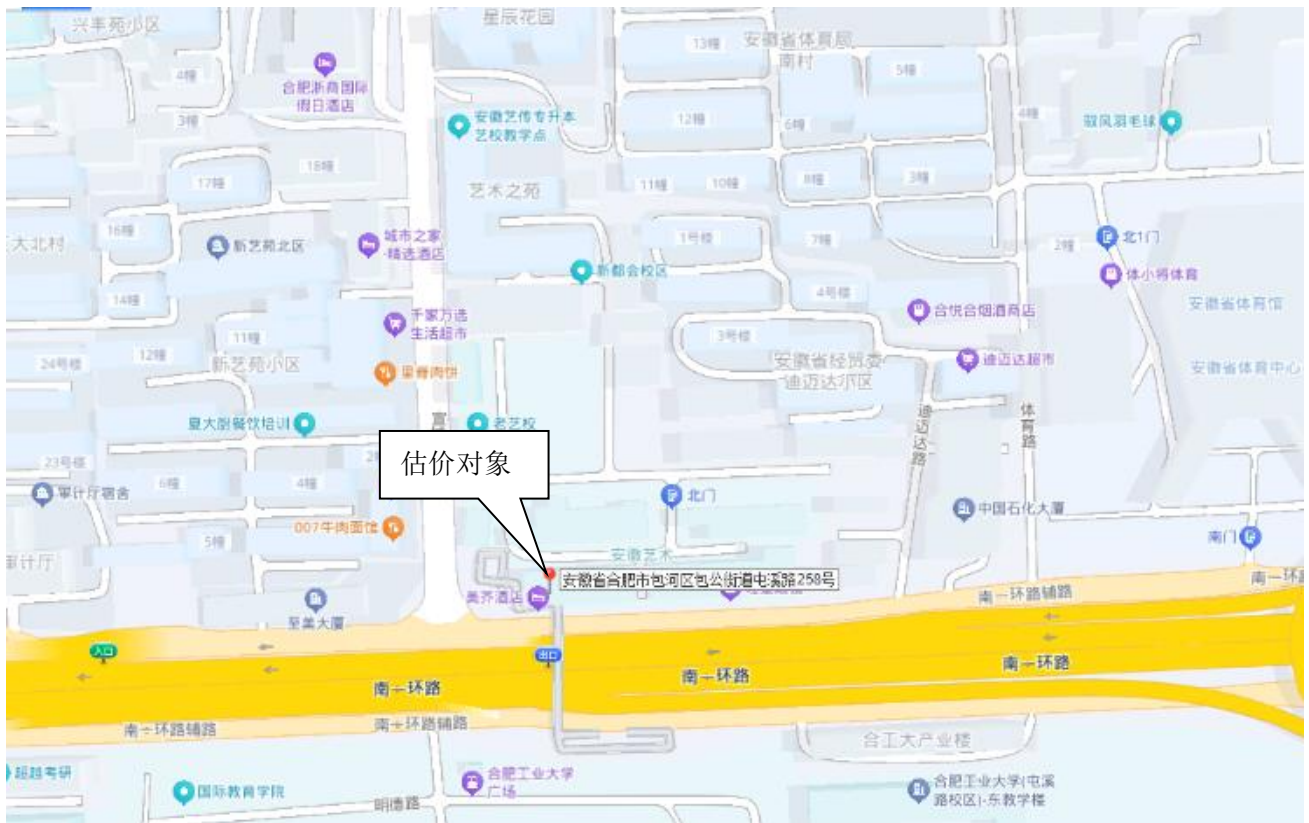 兴丰苑小区
星辰花园
13幢
安徽省体育局
南村
5幢
4幢
合肥浙商国际
假日酒店
3幢
安徽艺传专升本
艺校教学点
12幢
6幢
4幢
驭风羽毛球
18幢
17幢
艺术之苑
11幢
10幢
8幢
3幢
大北村
16幢
新艺苑北区
城市之家
精选酒店
1号楼
7幢
2幢
北1门
新都会校区
体小将体育
14幢
4号楼
合悦合烟酒商店
安徽省体育馆
千家万选
生活超市
11幢
3号楼
24号楼
12幢
新艺苑小区
里脊肉饼
安徽省经贸委
迪迈达小区
迪迈达超市
安徽省体育中心
夏大厨餐饮培训
老艺校
迪迈达路
体育路
估价对象
23号楼
审计厅宿舍
6幢
4幢
北门
中国石化大厦
007牛肉面馆
5幢
南门
审计厅
安徽艺术
安徽省合肥市包河区包公街道屯溪路258号
美芥酒店
至美大厦
南一环路辅路
南一环路
入口
出口
南一环路
南一环路
南一环路
南一环路辅路
南一环路辅路
合工大产业楼
超越考研
国际教育学院
明德路
合肥工业大学
广场
合肥工业大学(屯溪
路校区)-东教学楼